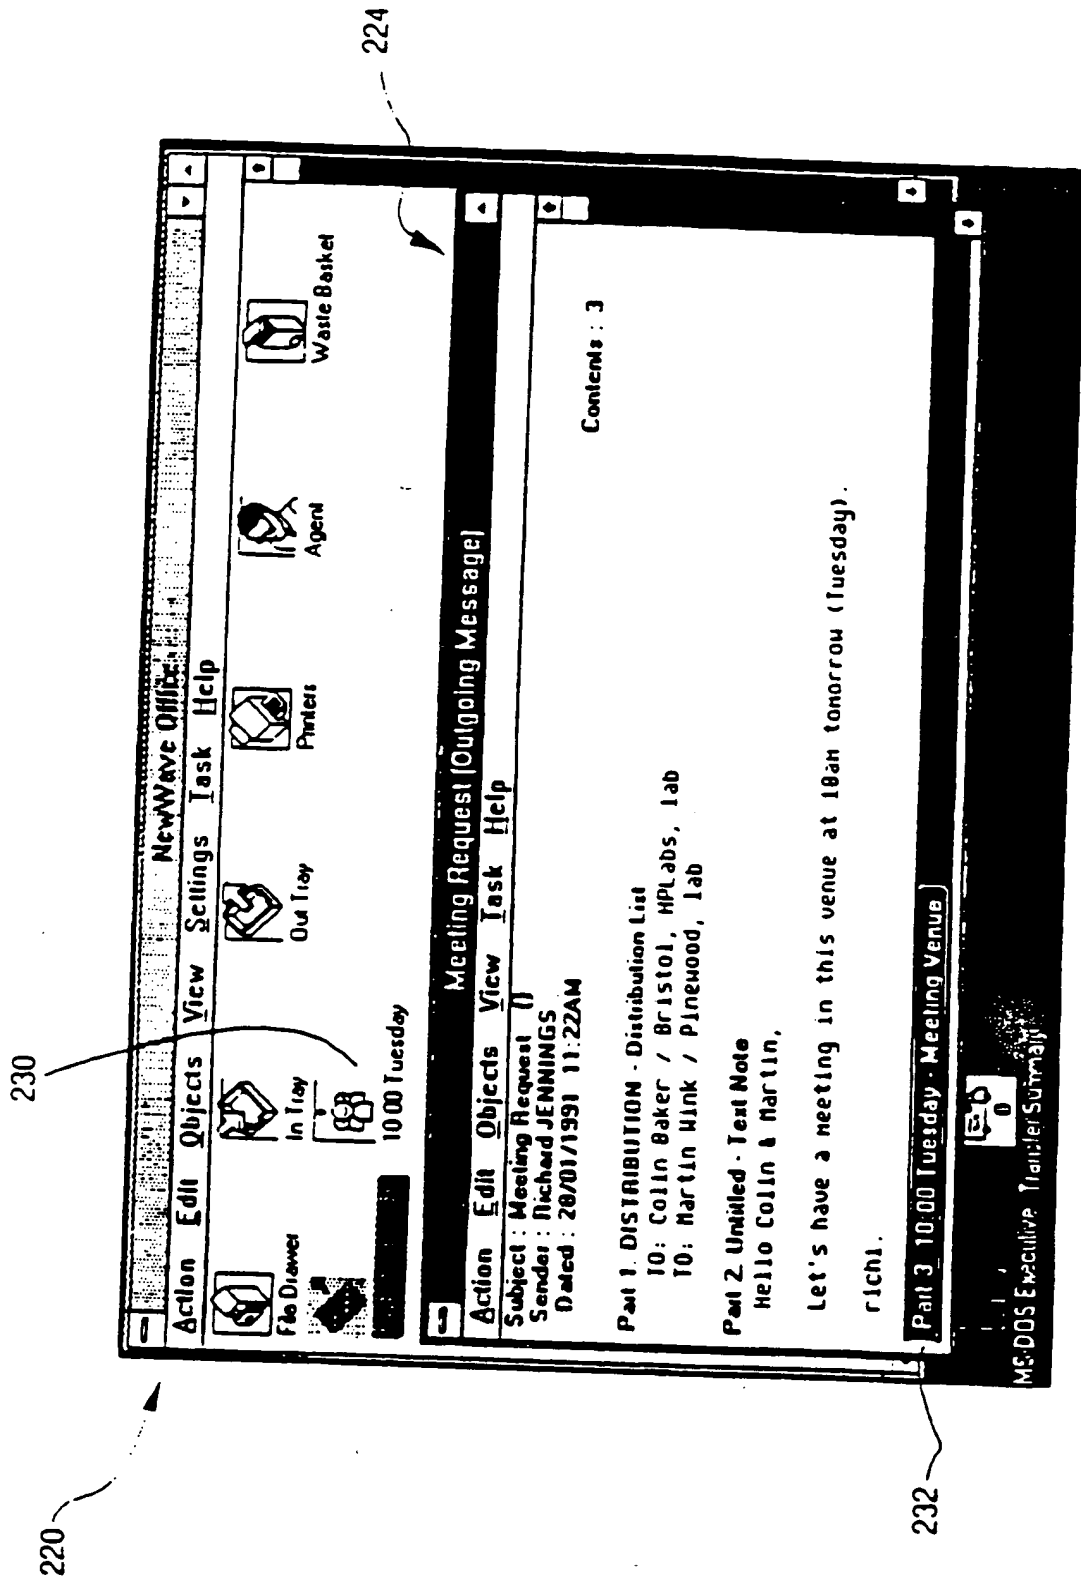 220
224
230
232
NewWave Office
Action Edit Objects View Settings Task Help
File Drawer
In Tray
Out Tray
Printers
Agent
Waste Basket
10:00 Tuesday
Meeting Request (Outgoing Message)
Action Edit Objects View Task Help
Subject : Meeting Request ()
Sender : Richard JENNINGS
Dated : 28/01/1991 11:22AM
Contents : 3
Part 1. DISTRIBUTION - Distribution List
TO: Colin Baker / Bristol, HPLabs, lab
TO: Martin Wink / Pinewood, lab
Part 2. Untitled - Text Note
Hello Colin & Martin,
Let's have a meeting in this venue at 10am tomorrow (Tuesday).
richi.
Part 3 10:00 Tuesday - Meeting Venue
0
MS-DOS Executive Transfer Summary